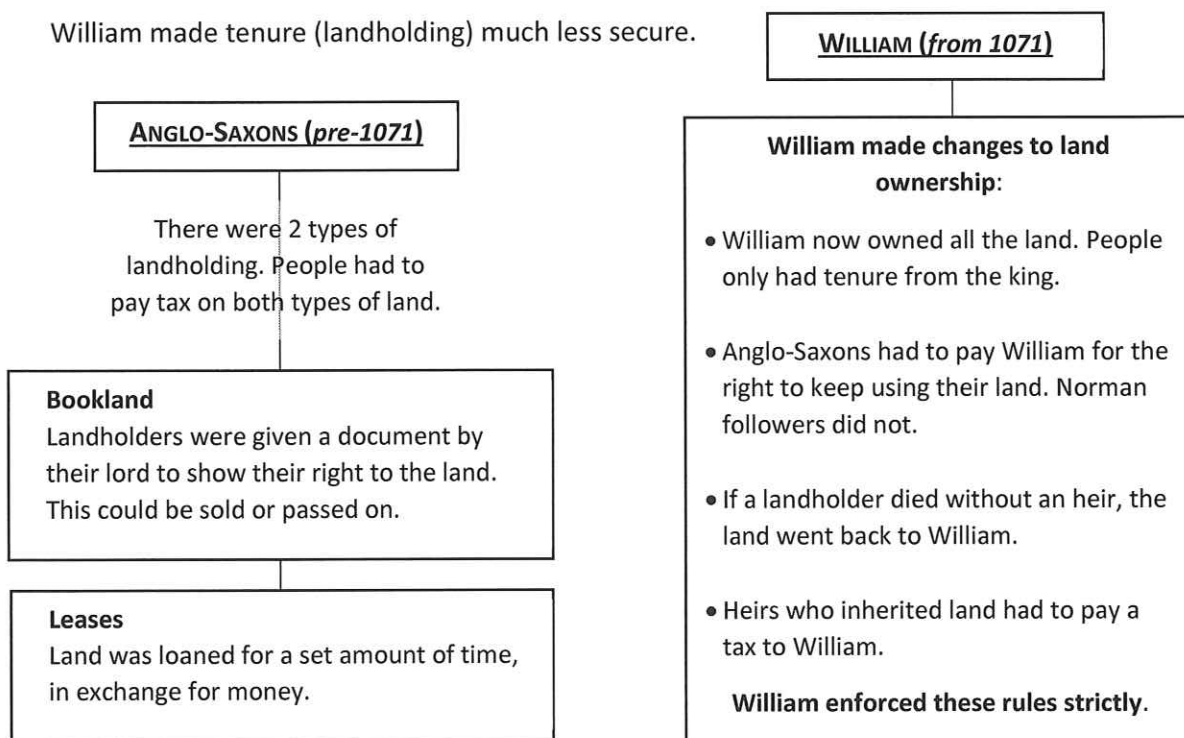 William made tenure (landholding) much less secure.
ANGLO-SAXONS (pre-1071)
There were 2 types of
landholding. People had to
pay tax on both types of land.
Bookland
Landholders were given a document by
their lord to show their right to the land.
This could be sold or passed on.
Leases
Land was loaned for a set amount of time,
in exchange for money.
WILLIAM (from 1071)
William made changes to land
ownership:
• William now owned all the land. People
only had tenure from the king.
• Anglo-Saxons had to pay William for the
right to keep using their land. Norman
followers did not.
• If a landholder died without an heir, the
land went back to William.
• Heirs who inherited land had to pay a
tax to William.
William enforced these rules strictly.